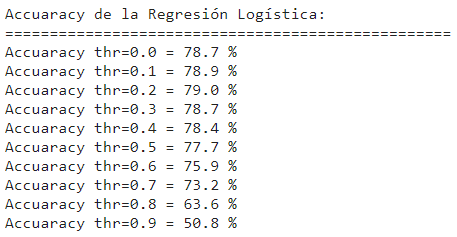 Accuaracy de la Regresión Logística:
==================================================
Accuaracy thr=0.0 = 78.7 %
Accuaracy thr=0.1 = 78.9 %
Accuaracy thr=0.2 = 79.0 %
Accuaracy thr=0.3 = 78.7 %
Accuaracy thr=0.4 = 78.4 %
Accuaracy thr=0.5 = 77.7 %
Accuaracy thr=0.6 = 75.9 %
Accuaracy thr=0.7 = 73.2 %
Accuaracy thr=0.8 = 63.6 %
Accuaracy thr=0.9 = 50.8 %